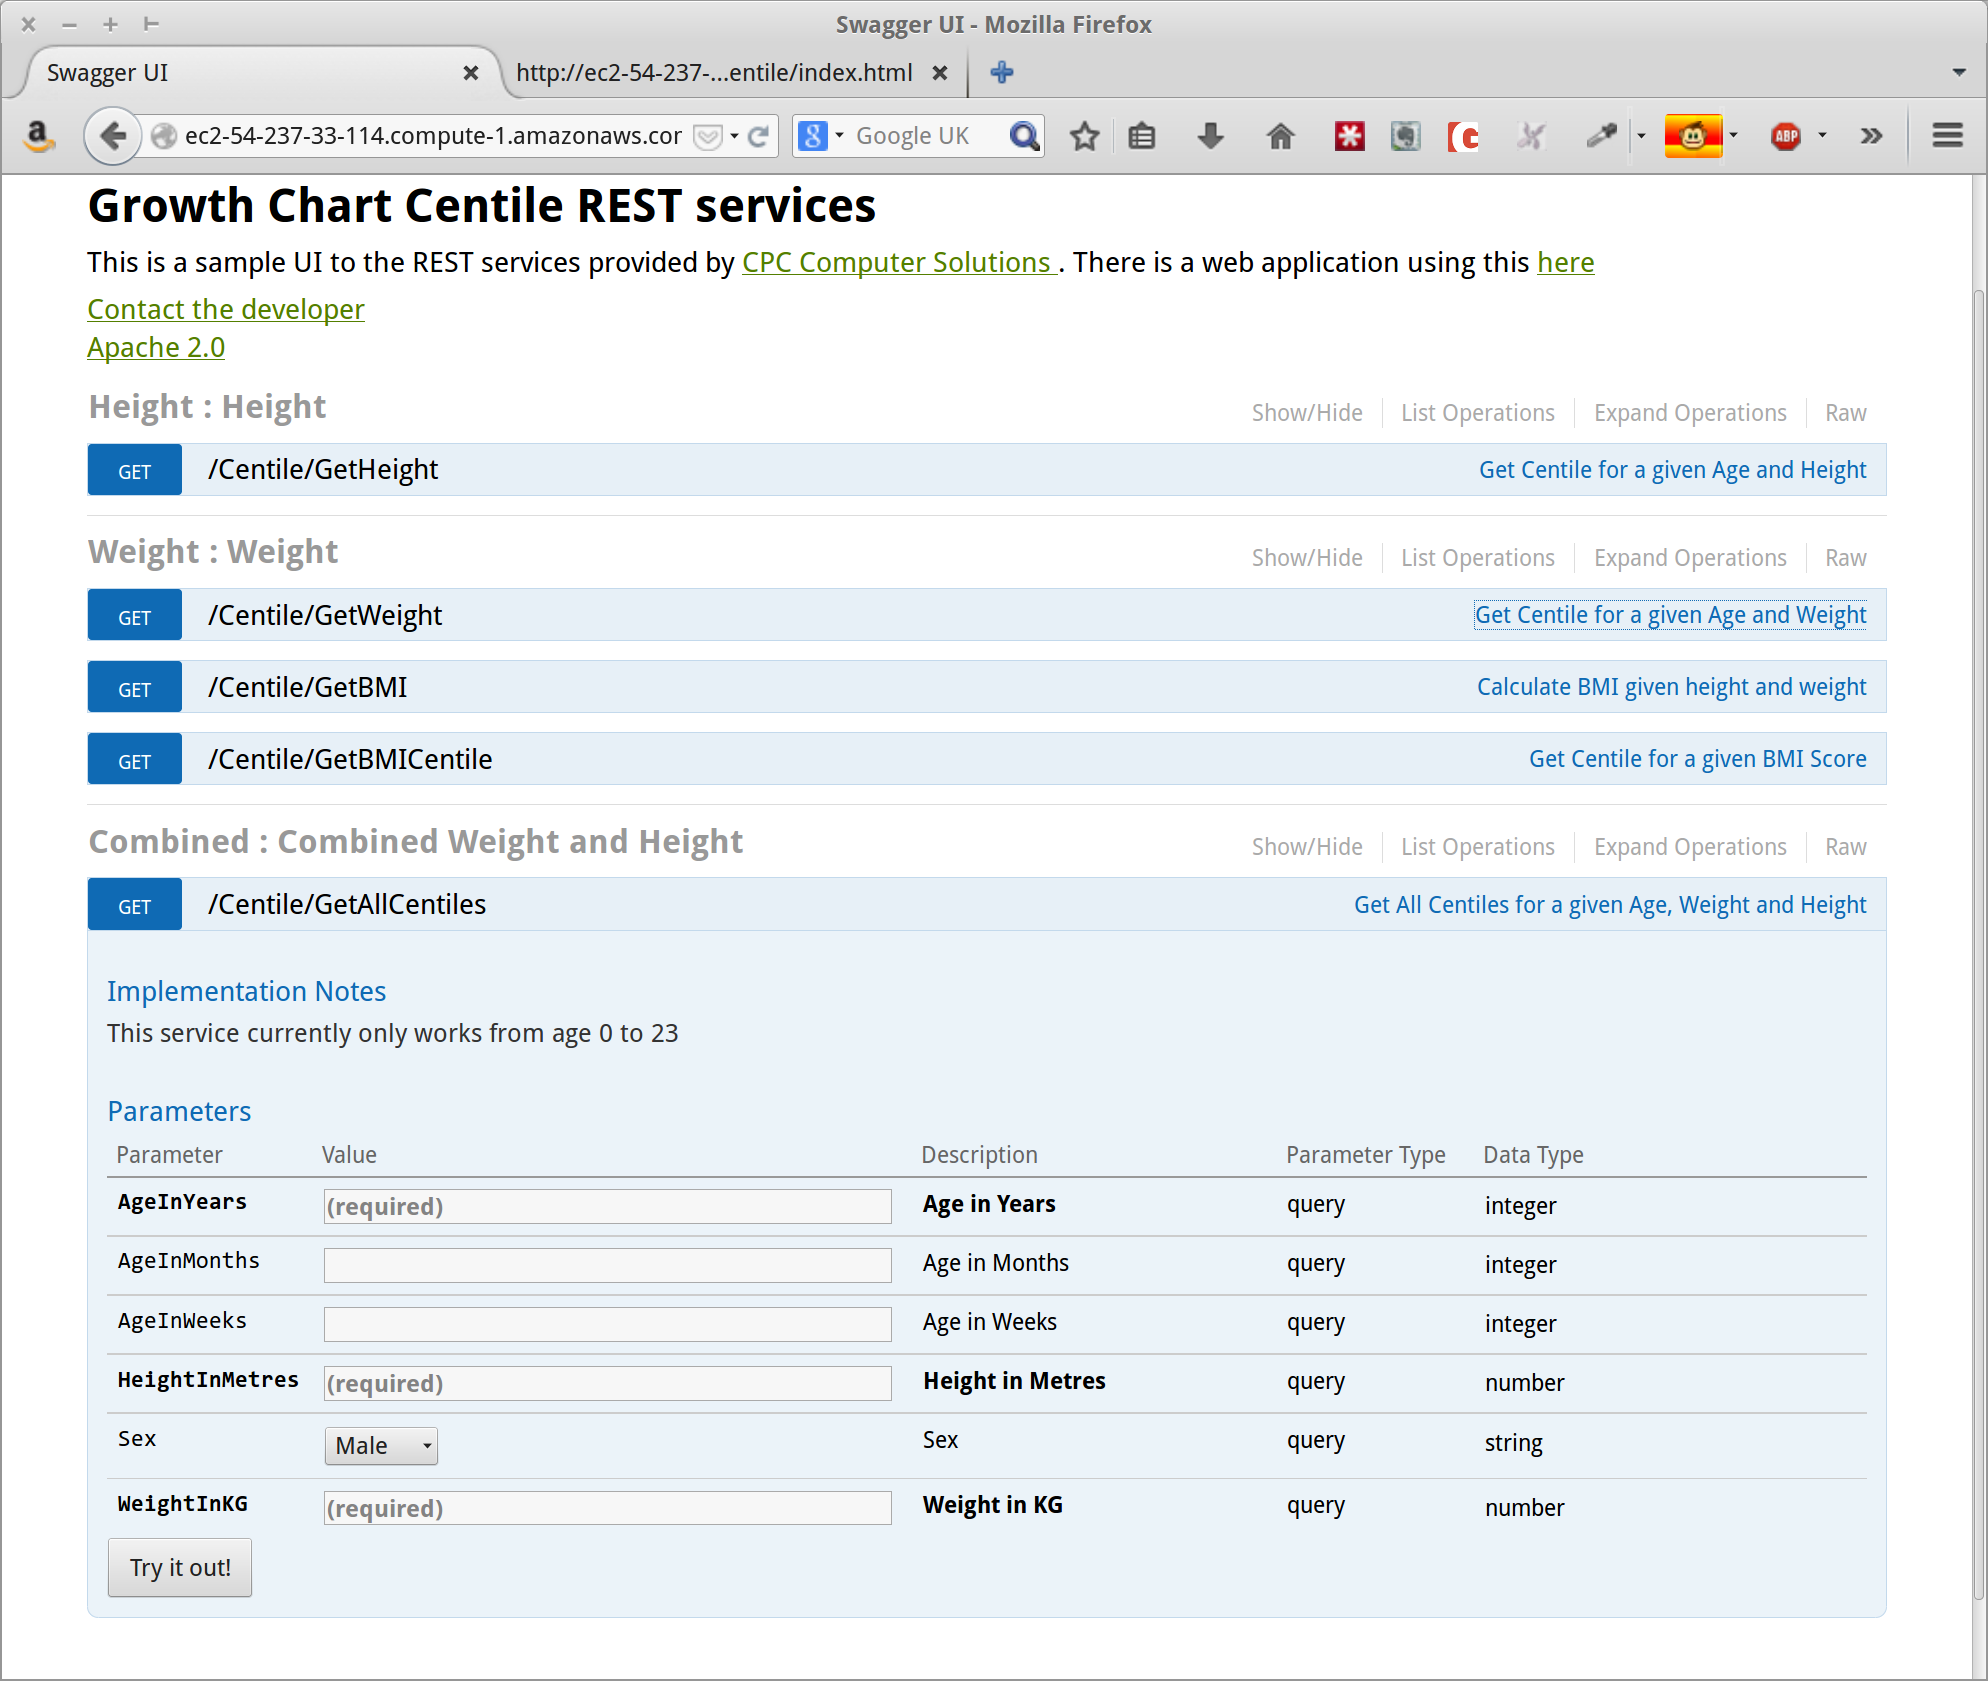 Swagger UI - Mozilla Firefox
Swagger UI
http://ec2-54-237-...entile/index.html
ec2-54-237-33-114.compute-1.amazonaws.cor
Google UK
ABP
Growth Chart Centile REST services
This is a sample UI to the REST services provided by CPC Computer Solutions . There is a web application using this here
Contact the developer
Apache 2.0
Height : Height
Show/Hide List Operations Expand Operations Raw
GET /Centile/GetHeight Get Centile for a given Age and Height
Weight : Weight
Show/Hide List Operations Expand Operations Raw
GET /Centile/GetWeight Get Centile for a given Age and Weight
GET /Centile/GetBMI Calculate BMI given height and weight
GET /Centile/GetBMICentile Get Centile for a given BMI Score
Combined : Combined Weight and Height
Show/Hide List Operations Expand Operations Raw
GET /Centile/GetAllCentiles Get All Centiles for a given Age, Weight and Height
Implementation Notes
This service currently only works from age 0 to 23
Parameters
Parameter Value Description Parameter Type Data Type
AgeInYears (required) Age in Years query integer
AgeInMonths Age in Months query integer
AgeInWeeks Age in Weeks query integer
HeightInMetres (required) Height in Metres query number
Sex Male Sex query string
WeightInKG (required) Weight in KG query number
Try it out!